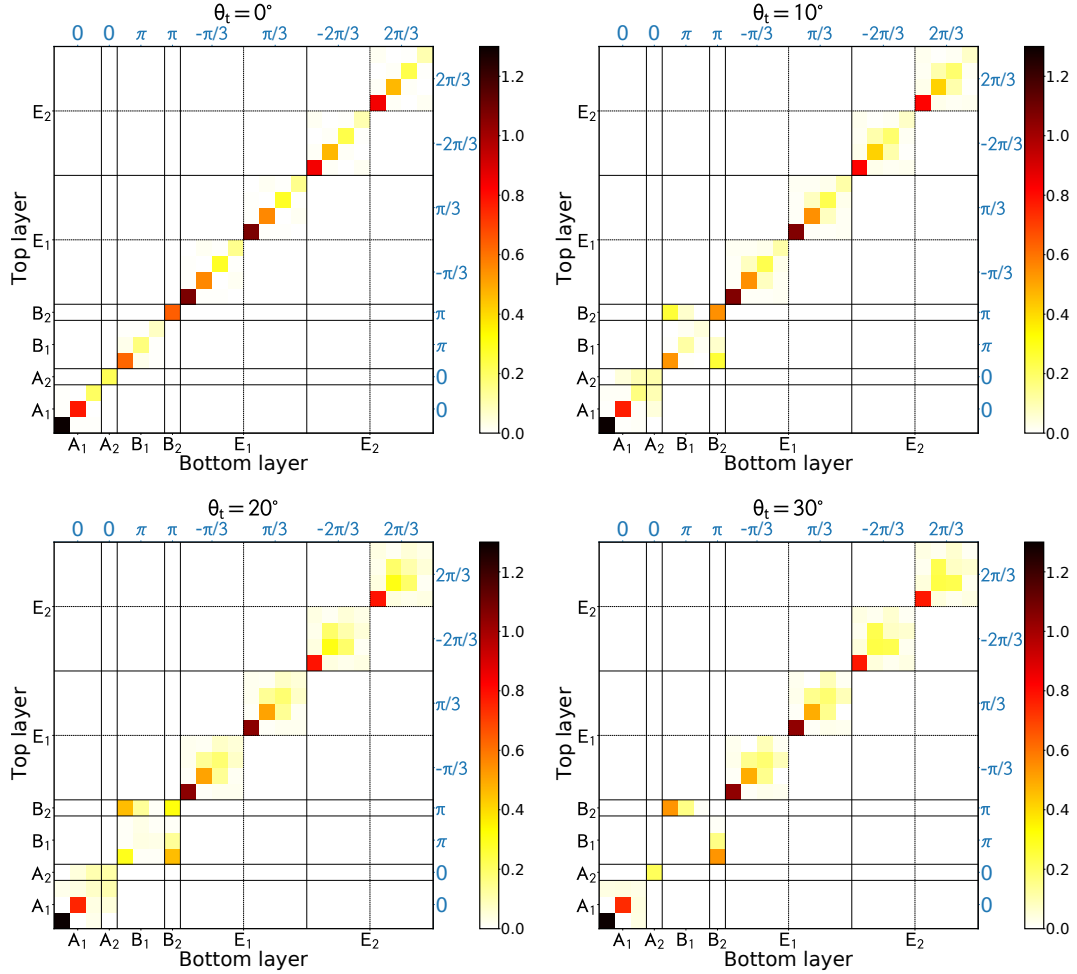 θt = 0°
0 0 π π -π/3 π/3 -2π/3 2π/3
E2
E1
B2
B1
A2
A1
Top layer
2π/3
-2π/3
π/3
-π/3
π
π
0
0
1.2
1.0
0.8
0.6
0.4
0.2
0.0
A1 A2 B1 B2 E1 E2
Bottom layer
θt = 10°
0 0 π π -π/3 π/3 -2π/3 2π/3
E2
E1
B2
B1
A2
A1
Top layer
2π/3
-2π/3
π/3
-π/3
π
π
0
0
1.2
1.0
0.8
0.6
0.4
0.2
0.0
A1 A2 B1 B2 E1 E2
Bottom layer
θt = 20°
0 0 π π -π/3 π/3 -2π/3 2π/3
E2
E1
B2
B1
A2
A1
Top layer
2π/3
-2π/3
π/3
-π/3
π
π
0
0
1.2
1.0
0.8
0.6
0.4
0.2
0.0
A1 A2 B1 B2 E1 E2
Bottom layer
θt = 30°
0 0 π π -π/3 π/3 -2π/3 2π/3
E2
E1
B2
B1
A2
A1
Top layer
2π/3
-2π/3
π/3
-π/3
π
π
0
0
1.2
1.0
0.8
0.6
0.4
0.2
0.0
A1 A2 B1 B2 E1 E2
Bottom layer